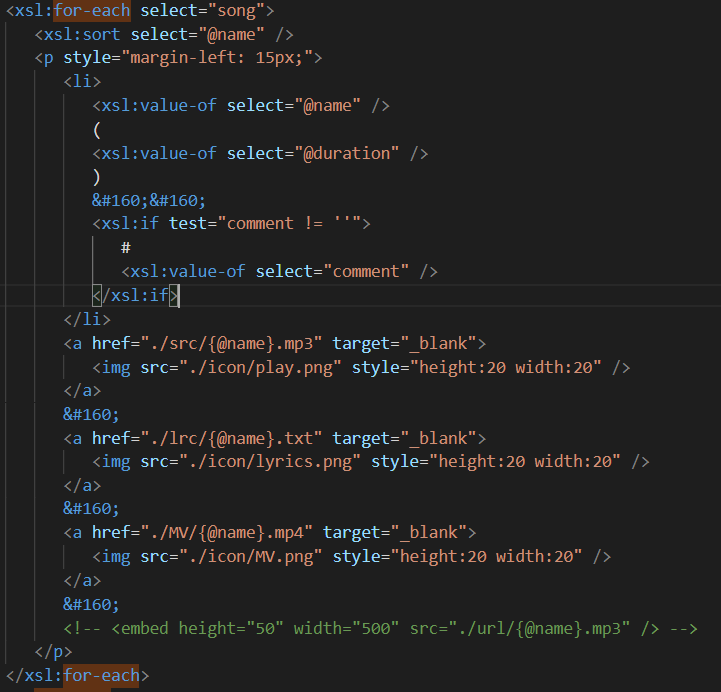 <xsl:for-each select="song">
<xsl:sort select="@name" />
<p style="margin-left: 15px;">
<li>
<xsl:value-of select="@name" />
(
<xsl:value-of select="@duration" />
)
&#160;&#160;
<xsl:if test="comment != ''">
#
<xsl:value-of select="comment" />
</xsl:if>
</li>
<a href="./src/{@name}.mp3" target="_blank">
<img src="./icon/play.png" style="height:20 width:20" />
</a>
&#160;
<a href="./lrc/{@name}.txt" target="_blank">
<img src="./icon/lyrics.png" style="height:20 width:20" />
</a>
&#160;
<a href="./MV/{@name}.mp4" target="_blank">
<img src="./icon/MV.png" style="height:20 width:20" />
</a>
&#160;
<!-- <embed height="50" width="500" src="./url/{@name}.mp3" /> -->
</p>
</xsl:for-each>